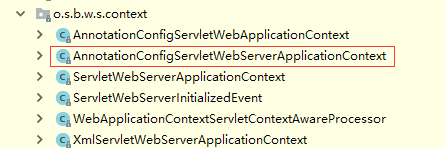 o.s.b.w.s.context
AnnotationConfigServletWebApplicationContext
AnnotationConfigServletWebServerApplicationContext
ServletWebServerApplicationContext
ServletWebServerInitializedEvent
WebApplicationContextServletContextAwareProcessor
XmlServletWebServerApplicationContext